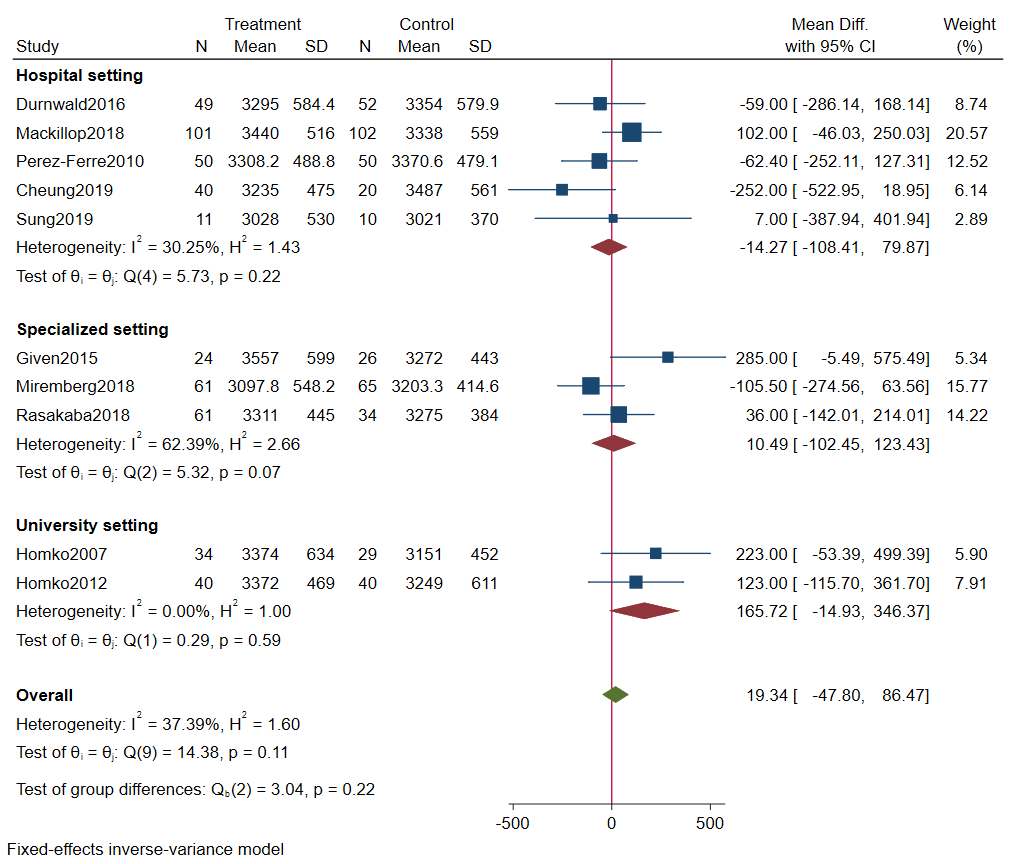 Treatment Control Mean Diff. Weight
Study N Mean SD N Mean SD with 95% CI (%)
Hospital setting
Durnwald2016 49 3295 584.4 52 3354 579.9 -59.00 [ -286.14, 168.14] 8.74
Mackillop2018 101 3440 516 102 3338 559 102.00 [ -46.03, 250.03] 20.57
Perez-Ferre2010 50 3308.2 488.8 50 3370.6 479.1 -62.40 [ -252.11, 127.31] 12.52
Cheung2019 40 3235 475 20 3487 561 -252.00 [ -522.95, 18.95] 6.14
Sung2019 11 3028 530 10 3021 370 7.00 [ -387.94, 401.94] 2.89
Heterogeneity: I² = 30.25%, H² = 1.43 -14.27 [ -108.41, 79.87]
Test of θᵢ = θⱼ: Q(4) = 5.73, p = 0.22
Specialized setting
Given2015 24 3557 599 26 3272 443 285.00 [ -5.49, 575.49] 5.34
Miremberg2018 61 3097.8 548.2 65 3203.3 414.6 -105.50 [ -274.56, 63.56] 15.77
Rasakaba2018 61 3311 445 34 3275 384 36.00 [ -142.01, 214.01] 14.22
Heterogeneity: I² = 62.39%, H² = 2.66 10.49 [ -102.45, 123.43]
Test of θᵢ = θⱼ: Q(2) = 5.32, p = 0.07
University setting
Homko2007 34 3374 634 29 3151 452 223.00 [ -53.39, 499.39] 5.90
Homko2012 40 3372 469 40 3249 611 123.00 [ -115.70, 361.70] 7.91
Heterogeneity: I² = 0.00%, H² = 1.00 165.72 [ -14.93, 346.37]
Test of θᵢ = θⱼ: Q(1) = 0.29, p = 0.59
Overall 19.34 [ -47.80, 86.47]
Heterogeneity: I² = 37.39%, H² = 1.60
Test of θᵢ = θⱼ: Q(9) = 14.38, p = 0.11
Test of group differences: Q_b(2) = 3.04, p = 0.22
-500 0 500
Fixed-effects inverse-variance model